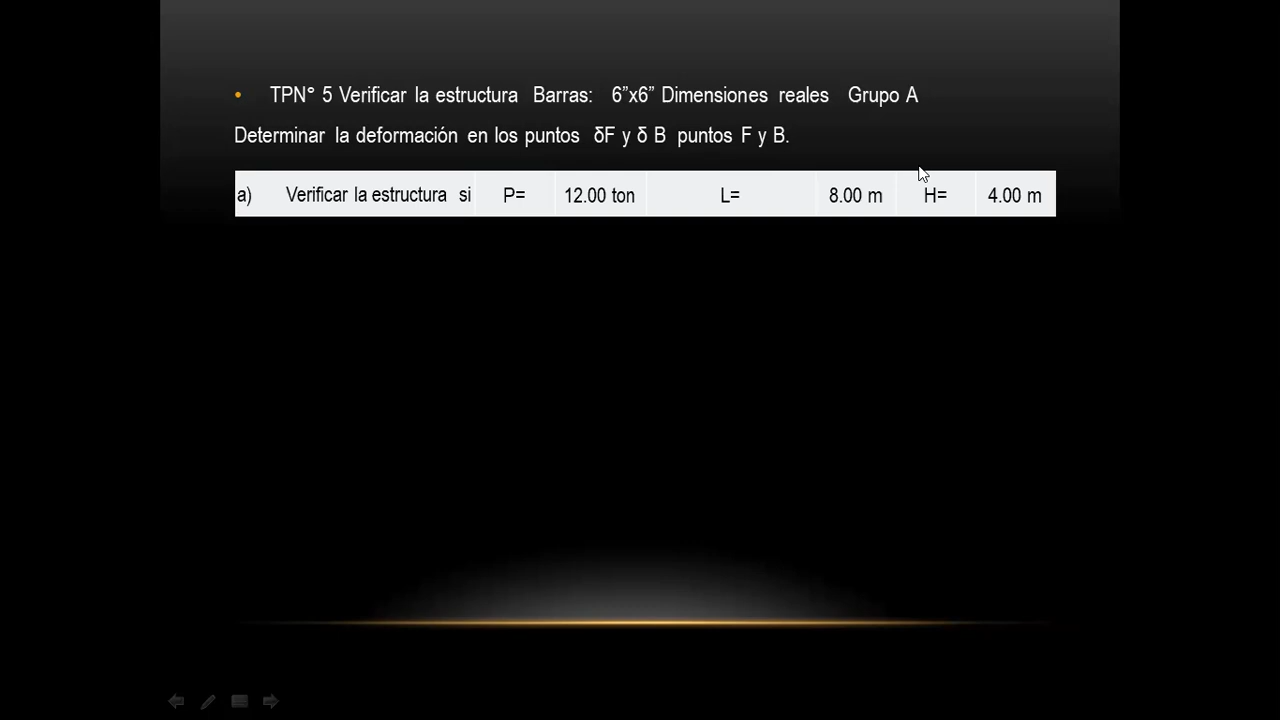 • TPN° 5 Verificar la estructura Barras: 6”x6” Dimensiones reales Grupo A
Determinar la deformación en los puntos δF y δ B puntos F y B.
a) Verificar la estructura si P= 12.00 ton L= 8.00 m H= 4.00 m